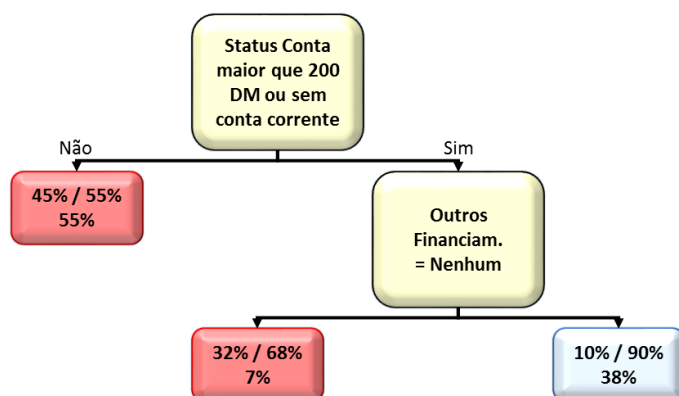 Status Conta
maior que 200
DM ou sem
conta corrente
Não
Sim
45% / 55%
55%
Outros
Financiam.
= Nenhum
32% / 68%
7%
10% / 90%
38%